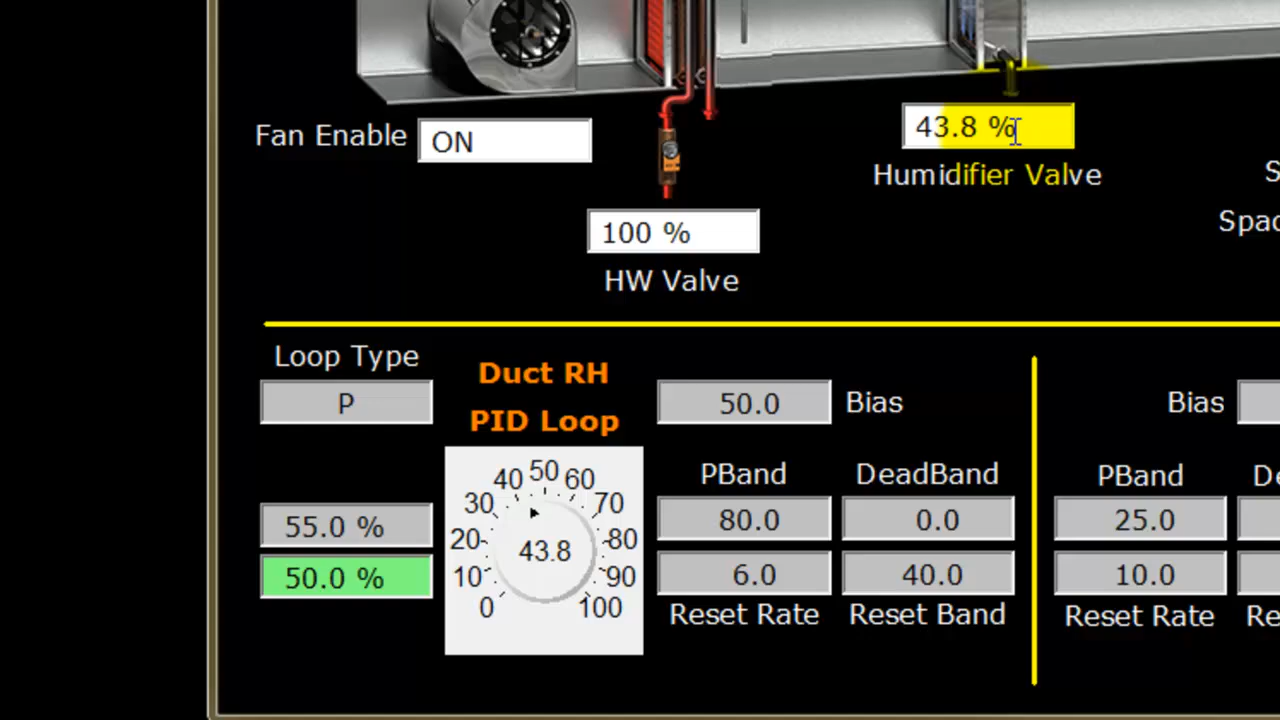 Fan Enable
ON
43.8 %
Humidifier Valve
S
Spac
100 %
HW Valve
Loop Type
P
Duct RH
PID Loop
50.0
Bias
Bias
55.0 %
50.0 %
0
10
20
30
40
50
60
70
80
90
100
43.8
PBand
DeadBand
80.0
0.0
6.0
40.0
Reset Rate
Reset Band
PBand
De
25.0
10.0
Reset Rate
Re